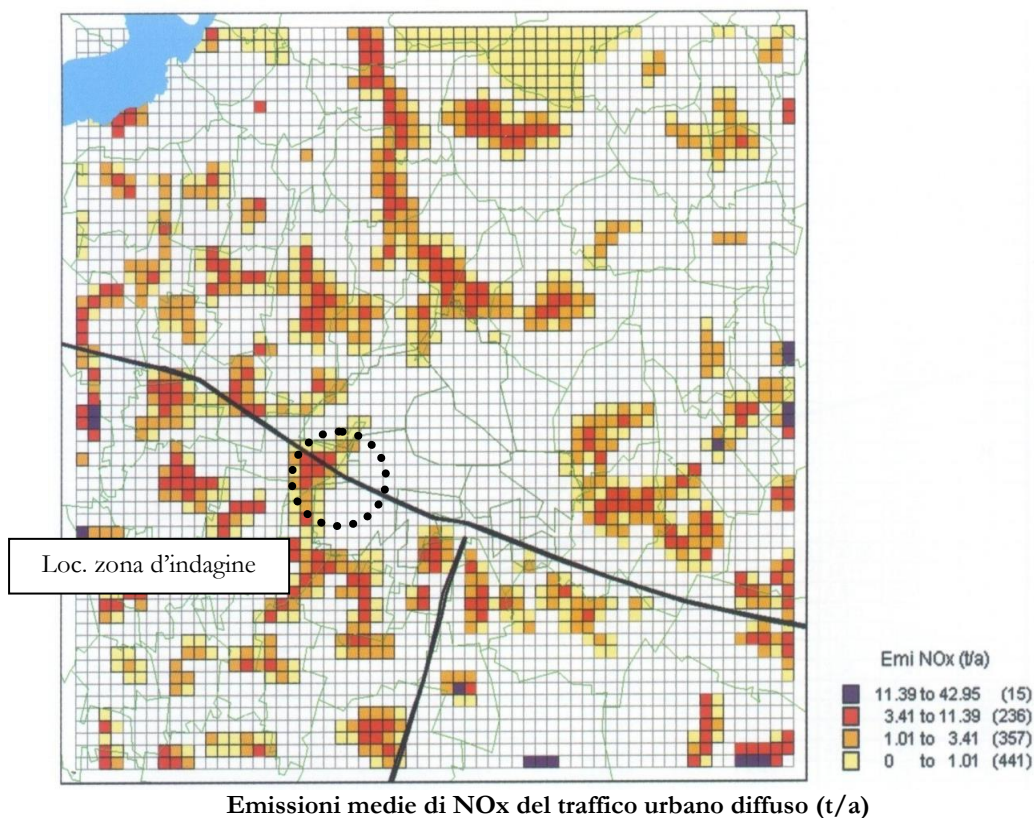 Loc. zona d'indagine
Emi NOx (t/a)
11.39 to 42.95 (15)
3.41 to 11.39 (236)
1.01 to 3.41 (357)
0 to 1.01 (441)
Emissioni medie di NOx del traffico urbano diffuso (t/a)